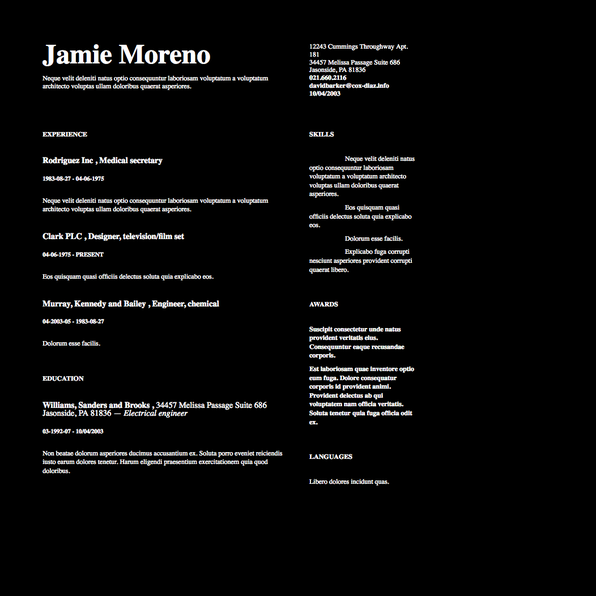 Jamie Moreno
Neque velit deleniti natus optio consequuntur laboriosam voluptatum a voluptatum
architecto voluptas ullam doloribus quaerat asperiores.
EXPERIENCE
Rodriguez Inc , Medical secretary
1983-08-27 - 04-06-1975
Neque velit deleniti natus optio consequuntur laboriosam voluptatum a voluptatum
architecto voluptas ullam doloribus quaerat asperiores.
Clark PLC , Designer, television/film set
04-06-1975 - PRESENT
Eos quisquam quasi officiis delectus soluta quia explicabo eos.
Murray, Kennedy and Bailey , Engineer, chemical
04-2003-05 - 1983-08-27
Dolorum esse facilis.
EDUCATION
Williams, Sanders and Brooks , 34457 Melissa Passage Suite 686
Jasonside, PA 81836 — Electrical engineer
03-1992-07 - 10/04/2003
Non beatae dolorum asperiores ducimus accusantium ex. Soluta porro eveniet reiciendis
iusto earum dolores tenetur. Harum eligendi praesentium exercitationem quia quod
doloribus.
12243 Cummings Throughway Apt.
181
34457 Melissa Passage Suite 686
Jasonside, PA 81836
021.660.2116
davidbarker@cox-diaz.info
10/04/2003
SKILLS
Neque velit deleniti natus
optio consequuntur laboriosam
voluptatum a voluptatum architecto
voluptas ullam doloribus quaerat
asperiores.
Eos quisquam quasi
officiis delectus soluta quia explicabo
eos.
Dolorum esse facilis.
Explicabo fuga corrupti
nesciunt asperiores provident corrupti
quaerat libero.
AWARDS
Suscipit consectetur unde natus
provident veritatis eius.
Consequuntur eaque recusandae
corporis.
Est laboriosam quae inventore optio
eum fuga. Dolore consequatur
corporis id provident animi.
Provident delectus ab qui
voluptatem nam officia veritatis.
Soluta tenetur quia fuga officia odit
ex.
LANGUAGES
Libero dolores incidunt quas.